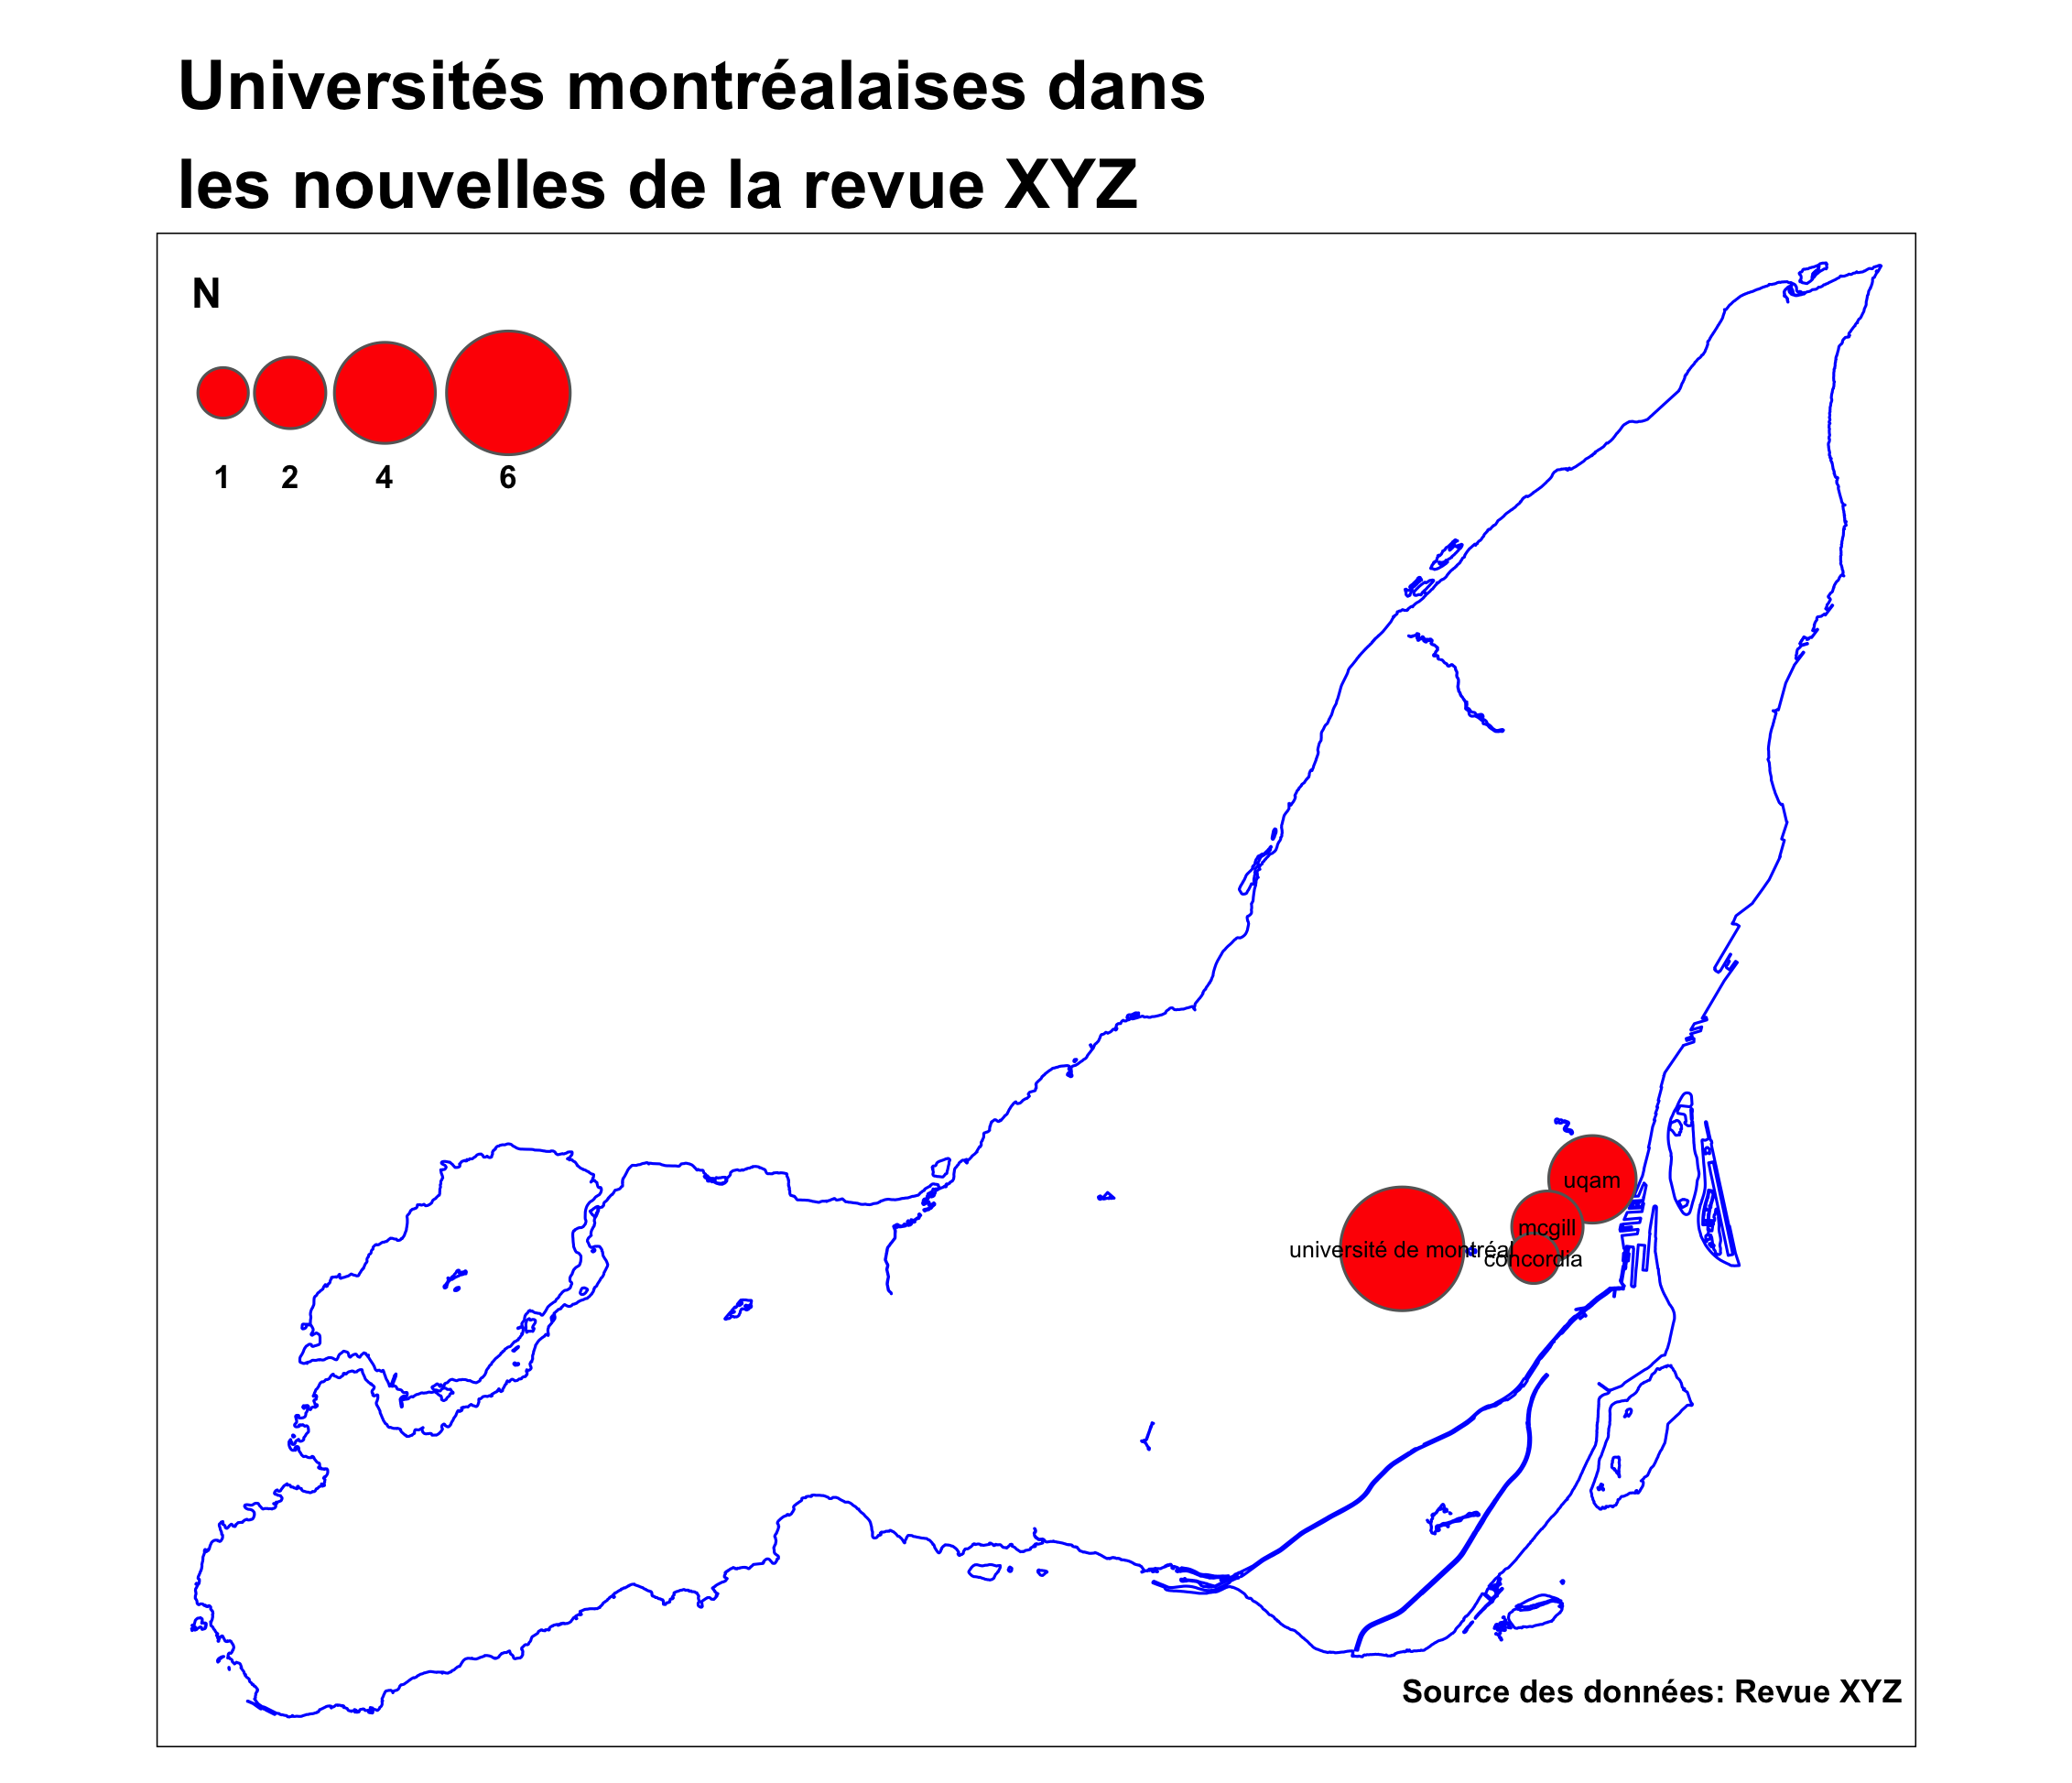 Universités montréalaises dans
les nouvelles de la revue XYZ
N
1 2 4 6
uqam
mcgill
université de montréal
concordia
Source des données: Revue XYZ